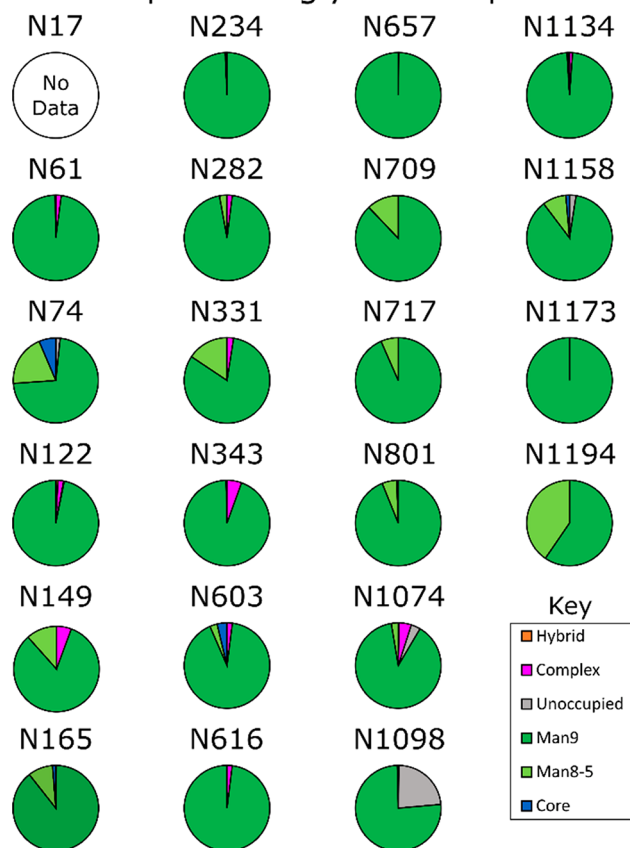 N17 N234 N657 N1134
No
Data
N61 N282 N709 N1158
N74 N331 N717 N1173
N122 N343 N801 N1194
N149 N603 N1074
Key
Hybrid
Complex
Unoccupied
Man9
Man8-5
Core
N165 N616 N1098